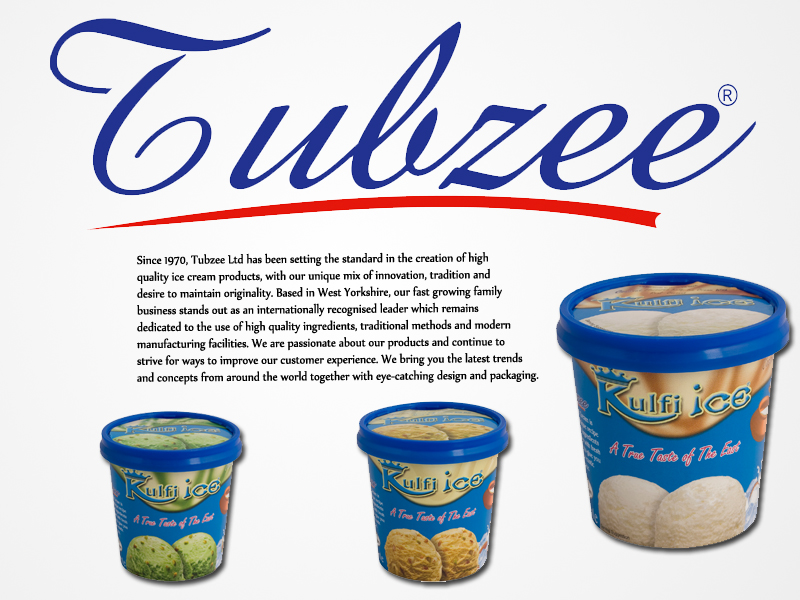 Tubzee®
Since 1970, Tubzee Ltd has been setting the standard in the creation of high
quality ice cream products, with our unique mix of innovation, tradition and
desire to maintain originality. Based in West Yorkshire, our fast growing family
business stands out as an internationally recognised leader which remains
dedicated to the use of high quality ingredients, traditional methods and modern
manufacturing facilities. We are passionate about our products and continue to
strive for ways to improve our customer experience. We bring you the latest trends
and concepts from around the world together with eye-catching design and packaging.
Kulfi ice
Kulfi ice
A True Taste of The East
Kulfi ice
Kulfi ice
A True Taste of The East
Kulfi ice
Kulfi ice
A True Taste of The East